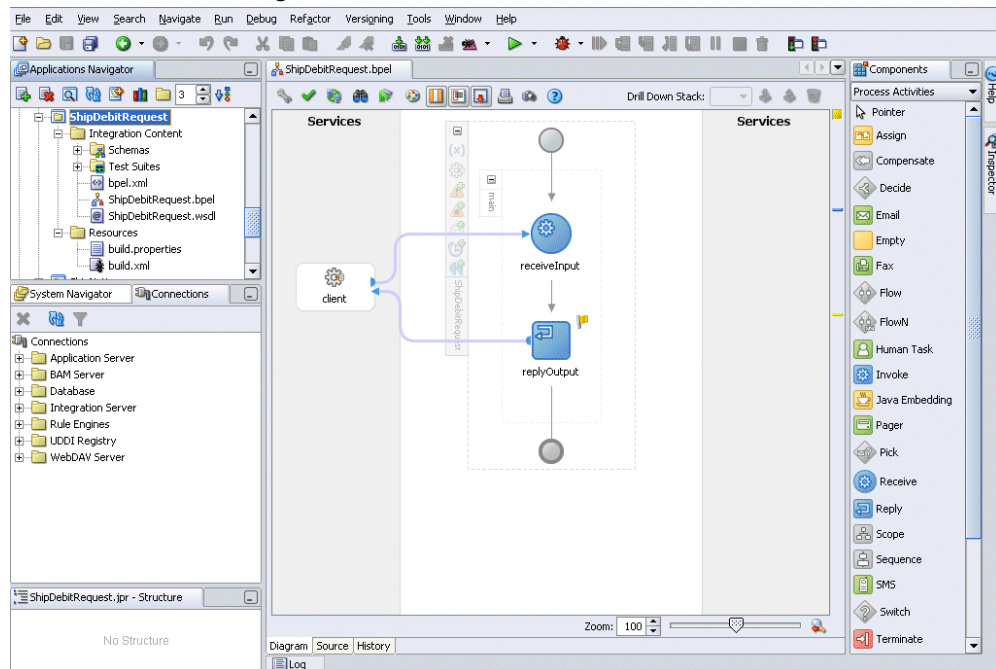 File Edit View Search Navigate Run Debug Refactor Versioning Tools Window Help
Applications Navigator
3
ShipDebitRequest
Integration Content
Schemas
Test Suites
bpel.xml
ShipDebitRequest.bpel
ShipDebitRequest.wsdl
Resources
build.properties
build.xml
System Navigator
Connections
Connections
Application Server
BAM Server
Database
Integration Server
Rule Engines
UDDI Registry
WebDAV Server
ShipDebitRequest.jpr - Structure
No Structure
ShipDebitRequest.bpel
Drill Down Stack:
Services
Services
main
ShipDebitRequest
client
receiveInput
replyOutput
Zoom: 100
Diagram Source History
Log
Components
Process Activities
Pointer
Assign
Compensate
Decide
Email
Empty
Fax
Flow
FlowN
Human Task
Invoke
Java Embedding
Pager
Pick
Receive
Reply
Scope
Sequence
SMS
Switch
Terminate
Help
Inspector